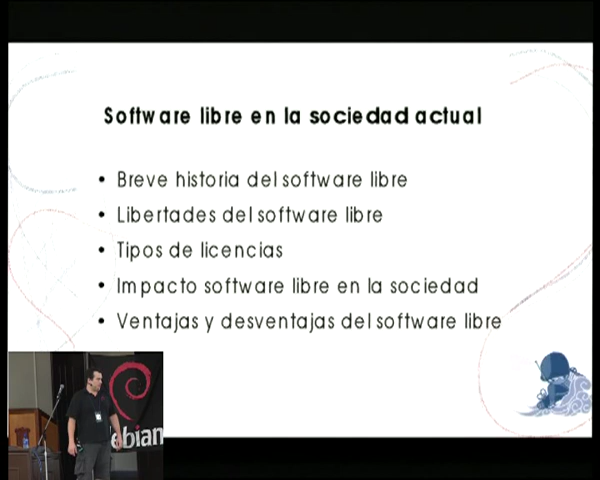 Software libre en la sociedad actual
• Breve historia del software libre
• Libertades del software libre
• Tipos de licencias
• Impacto software libre en la sociedad
• Ventajas y desventajas del software libre
ebian